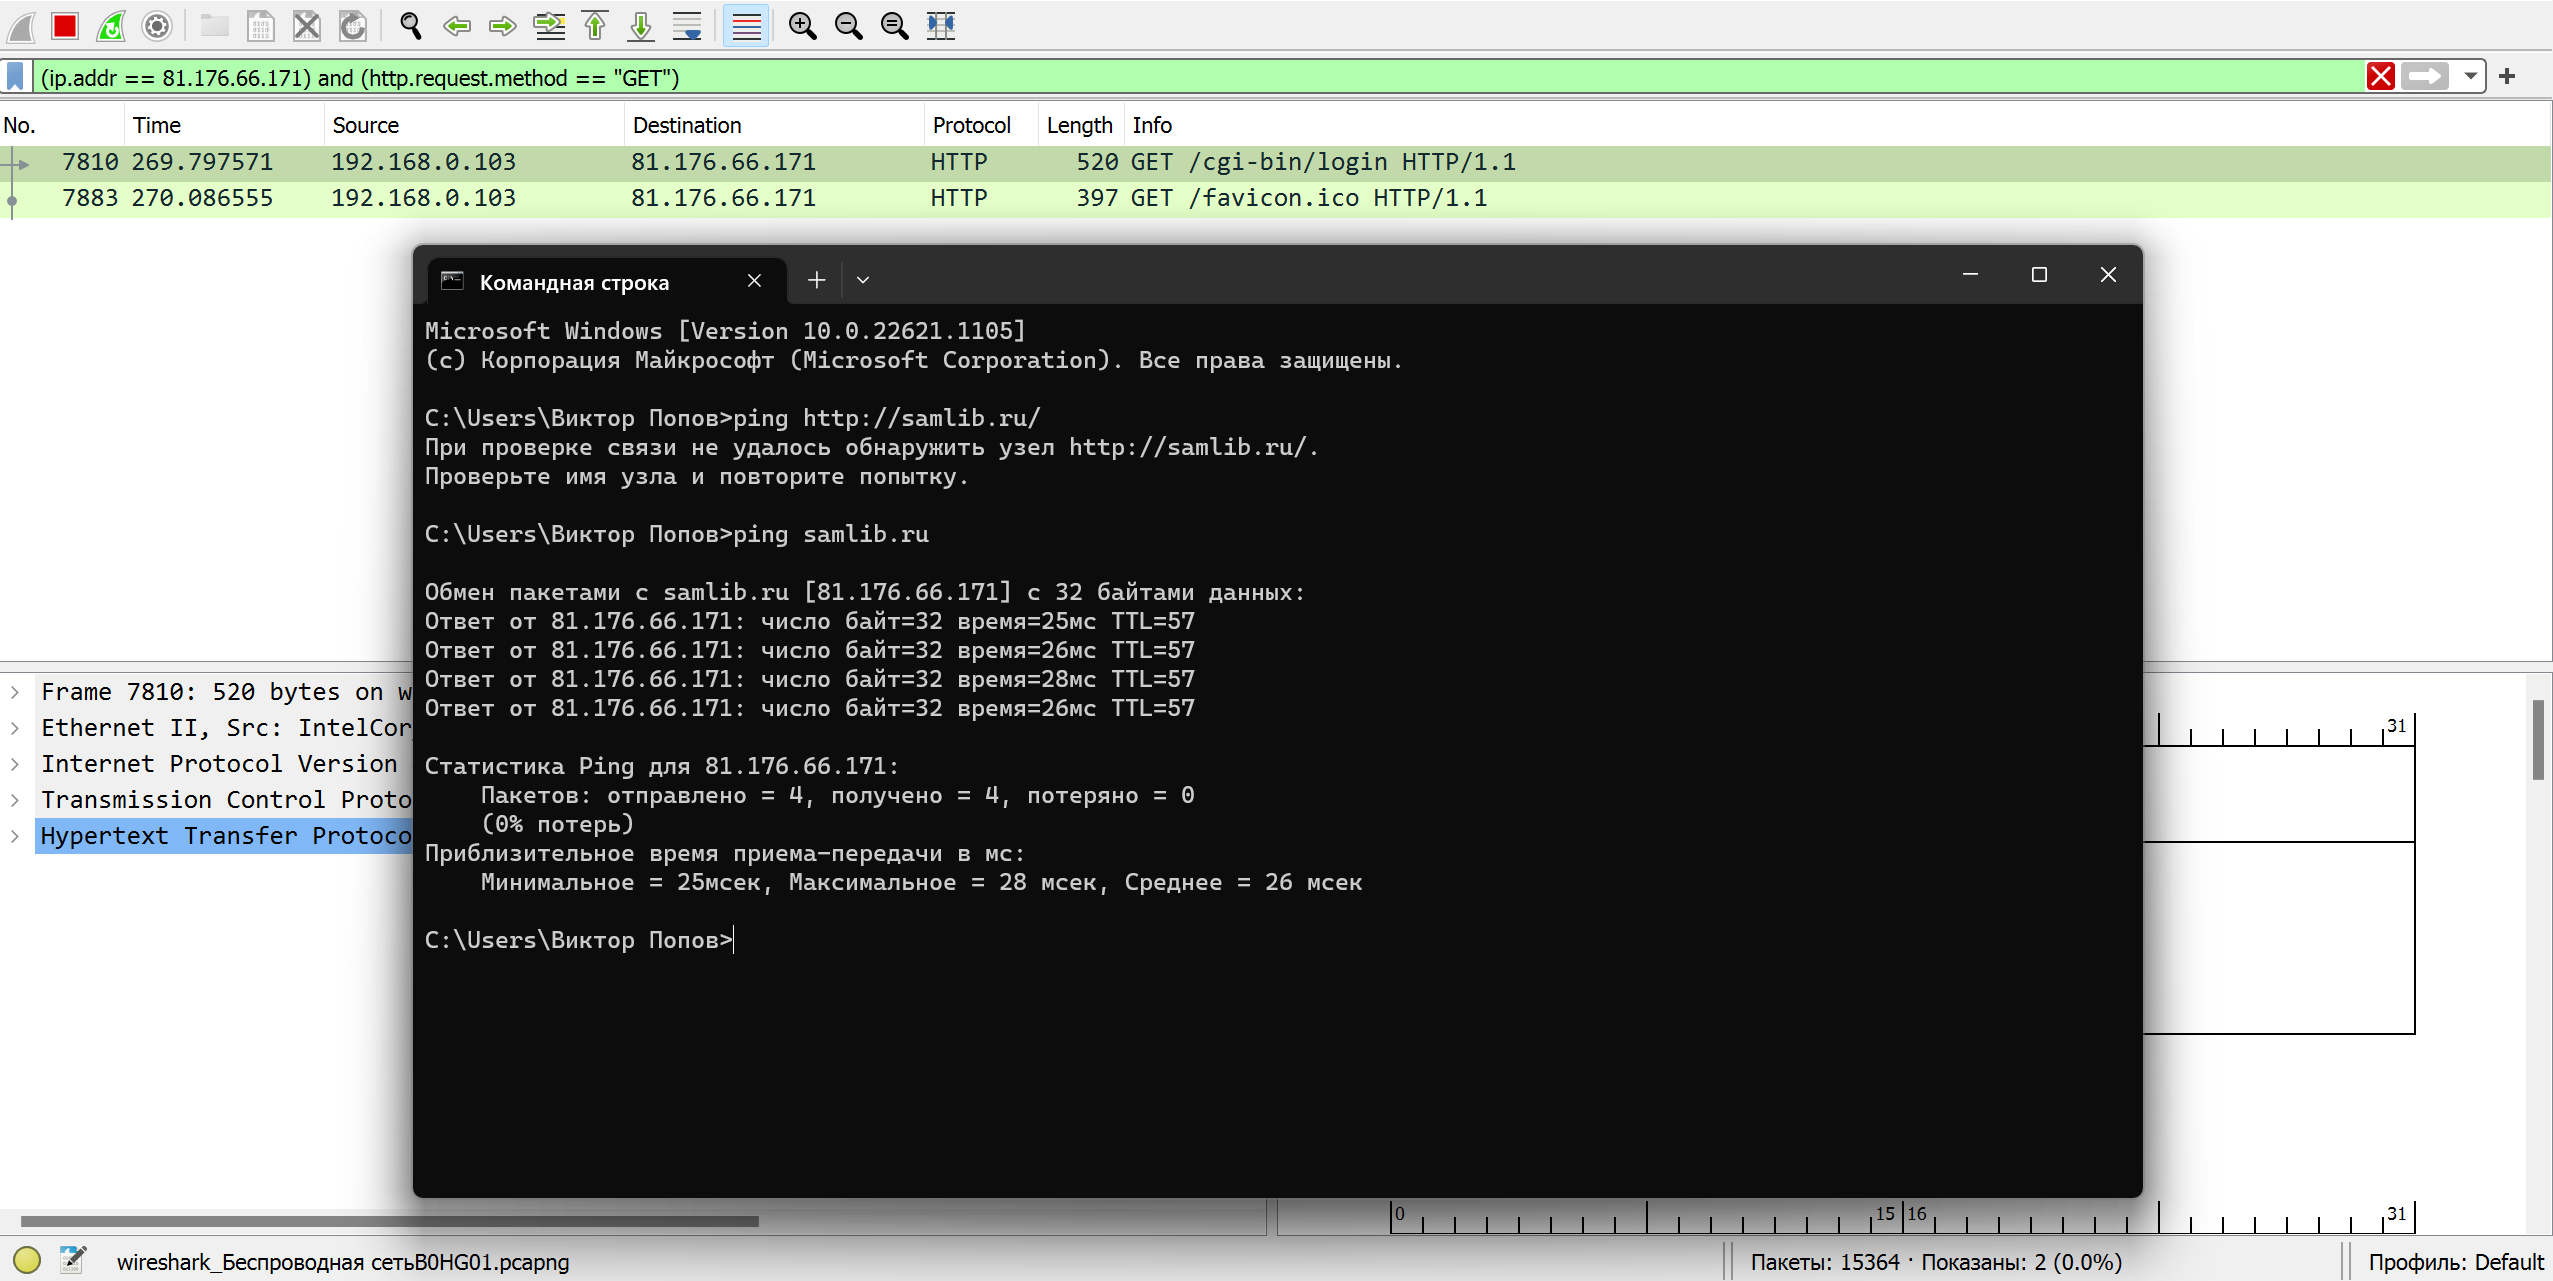 (ip.addr == 81.176.66.171) and (http.request.method == "GET")
No. Time Source Destination Protocol Length Info
7810 269.797571 192.168.0.103 81.176.66.171 HTTP 520 GET /cgi-bin/login HTTP/1.1
7883 270.086555 192.168.0.103 81.176.66.171 HTTP 397 GET /favicon.ico HTTP/1.1
Командная строка
Microsoft Windows [Version 10.0.22621.1105]
(c) Корпорация Майкрософт (Microsoft Corporation). Все права защищены.
C:\Users\Виктор Попов>ping http://samlib.ru/
При проверке связи не удалось обнаружить узел http://samlib.ru/.
Проверьте имя узла и повторите попытку.
C:\Users\Виктор Попов>ping samlib.ru
Обмен пакетами с samlib.ru [81.176.66.171] с 32 байтами данных:
Ответ от 81.176.66.171: число байт=32 время=25мс TTL=57
Ответ от 81.176.66.171: число байт=32 время=26мс TTL=57
Ответ от 81.176.66.171: число байт=32 время=28мс TTL=57
Ответ от 81.176.66.171: число байт=32 время=26мс TTL=57
Статистика Ping для 81.176.66.171:
Пакетов: отправлено = 4, получено = 4, потеряно = 0
(0% потерь)
Приблизительное время приема-передачи в мс:
Минимальное = 25мсек, Максимальное = 28 мсек, Среднее = 26 мсек
C:\Users\Виктор Попов>
Frame 7810: 520 bytes on w
Ethernet II, Src: IntelCor
Internet Protocol Version
Transmission Control Proto
Hypertext Transfer Protoco
31
0 15 16 31
wireshark_Беспроводная сетьB0HG01.pcapng
Пакеты: 15364 · Показаны: 2 (0.0%)
Профиль: Default